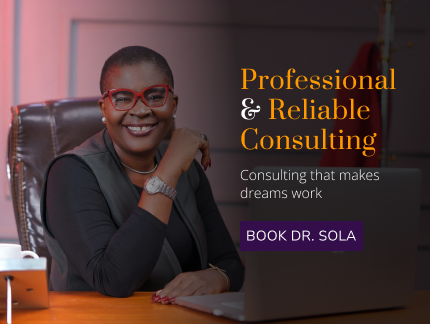 Professional
& Reliable
Consulting
Consulting that makes
dreams work
BOOK DR. SOLA